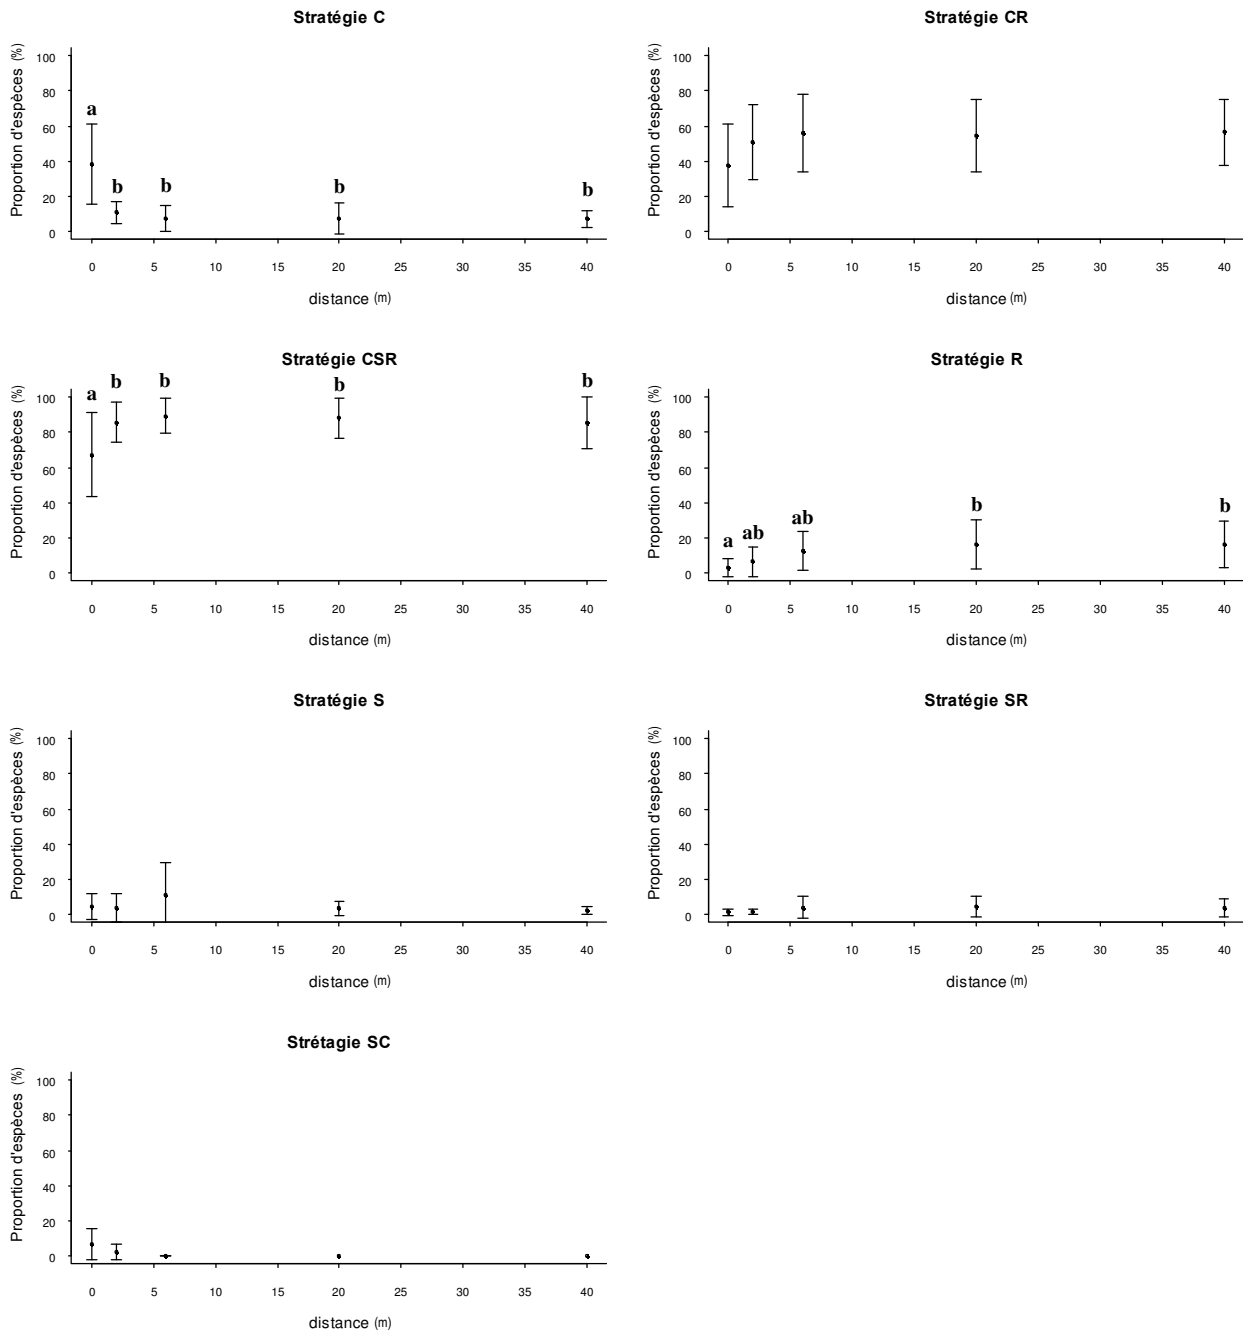 Stratégie C
Proportion d'espèces (%)
100
80
60
40
20
0
a
b
b
b
b
0 5 10 15 20 25 30 35 40
distance (m)
Stratégie CR
Proportion d'espèces (%)
100
80
60
40
20
0
0 5 10 15 20 25 30 35 40
distance (m)
Stratégie CSR
Proportion d'espèces (%)
100
80
60
40
20
0
a
b
b
b
b
0 5 10 15 20 25 30 35 40
distance (m)
Stratégie R
Proportion d'espèces (%)
100
80
60
40
20
0
a
ab
ab
b
b
0 5 10 15 20 25 30 35 40
distance (m)
Stratégie S
Proportion d'espèces (%)
100
80
60
40
20
0
0 5 10 15 20 25 30 35 40
distance (m)
Stratégie SR
Proportion d'espèces (%)
100
80
60
40
20
0
0 5 10 15 20 25 30 35 40
distance (m)
Strétagie SC
Proportion d'espèces (%)
100
80
60
40
20
0
0 5 10 15 20 25 30 35 40
distance (m)